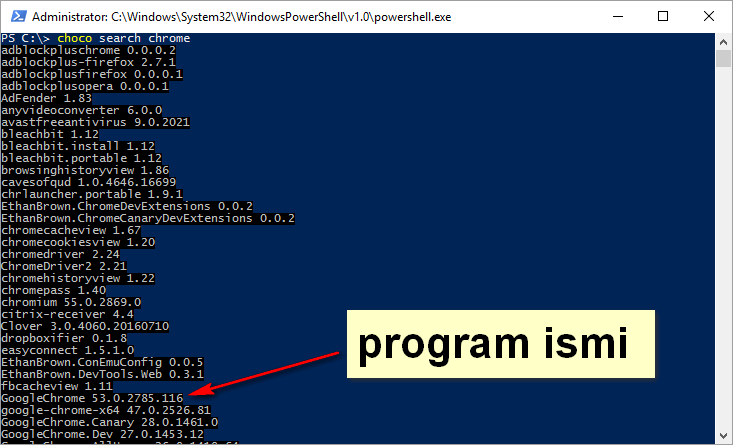 Administrator: C:\Windows\System32\WindowsPowerShell\v1.0\powershell.exe
PS C:\> choco search chrome
adblockpluschrome 0.0.0.2
adblockplus-firefox 2.7.1
adblockplusfirefox 0.0.0.1
adblockplusopera 0.0.0.1
AdFender 1.83
anyvideoconverter 6.0.0
avastfreeantivirus 9.0.2021
bleachbit 1.12
bleachbit.install 1.12
bleachbit.portable 1.12
browsinghistoryview 1.86
cavesofqud 1.0.4646.16699
chrlauncher.portable 1.9.1
EthanBrown.ChromeDevExtensions 0.0.2
EthanBrown.ChromeCanaryDevExtensions 0.0.2
chromecacheview 1.67
chromecookiesview 1.20
chromedriver 2.24
ChromeDriver2 2.21
chromehistoryview 1.22
chromepass 1.40
chromium 55.0.2869.0
citrix-receiver 4.4
Clover 3.0.4060.20160710
dropboxifier 0.1.8
easyconnect 1.5.1.0
EthanBrown.ConEmuConfig 0.0.5
EthanBrown.DevTools.Web 0.3.1
fbcacheview 1.11
GoogleChrome 53.0.2785.116
google-chrome-x64 47.0.2526.81
GoogleChrome.Canary 28.0.1461.0
GoogleChrome.Dev 27.0.1453.12
program ismi